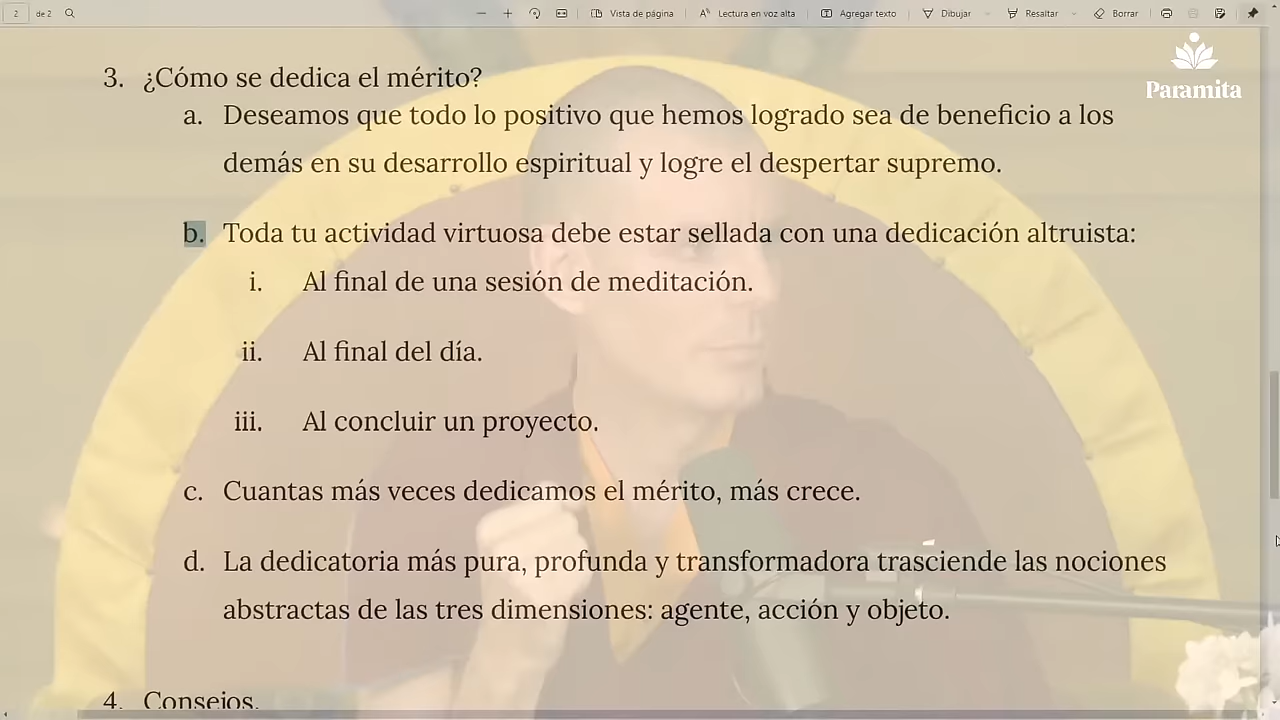 2 de 2 Vista de página Lectura en voz alta Agregar texto Dibujar Resaltar Borrar
Paramita
3. ¿Cómo se dedica el mérito?
a. Deseamos que todo lo positivo que hemos logrado sea de beneficio a los
demás en su desarrollo espiritual y logre el despertar supremo.
b. Toda tu actividad virtuosa debe estar sellada con una dedicación altruista:
i. Al final de una sesión de meditación.
ii. Al final del día.
iii. Al concluir un proyecto.
c. Cuantas más veces dedicamos el mérito, más crece.
d. La dedicatoria más pura, profunda y transformadora trasciende las nociones
abstractas de las tres dimensiones: agente, acción y objeto.
4. Consejos.